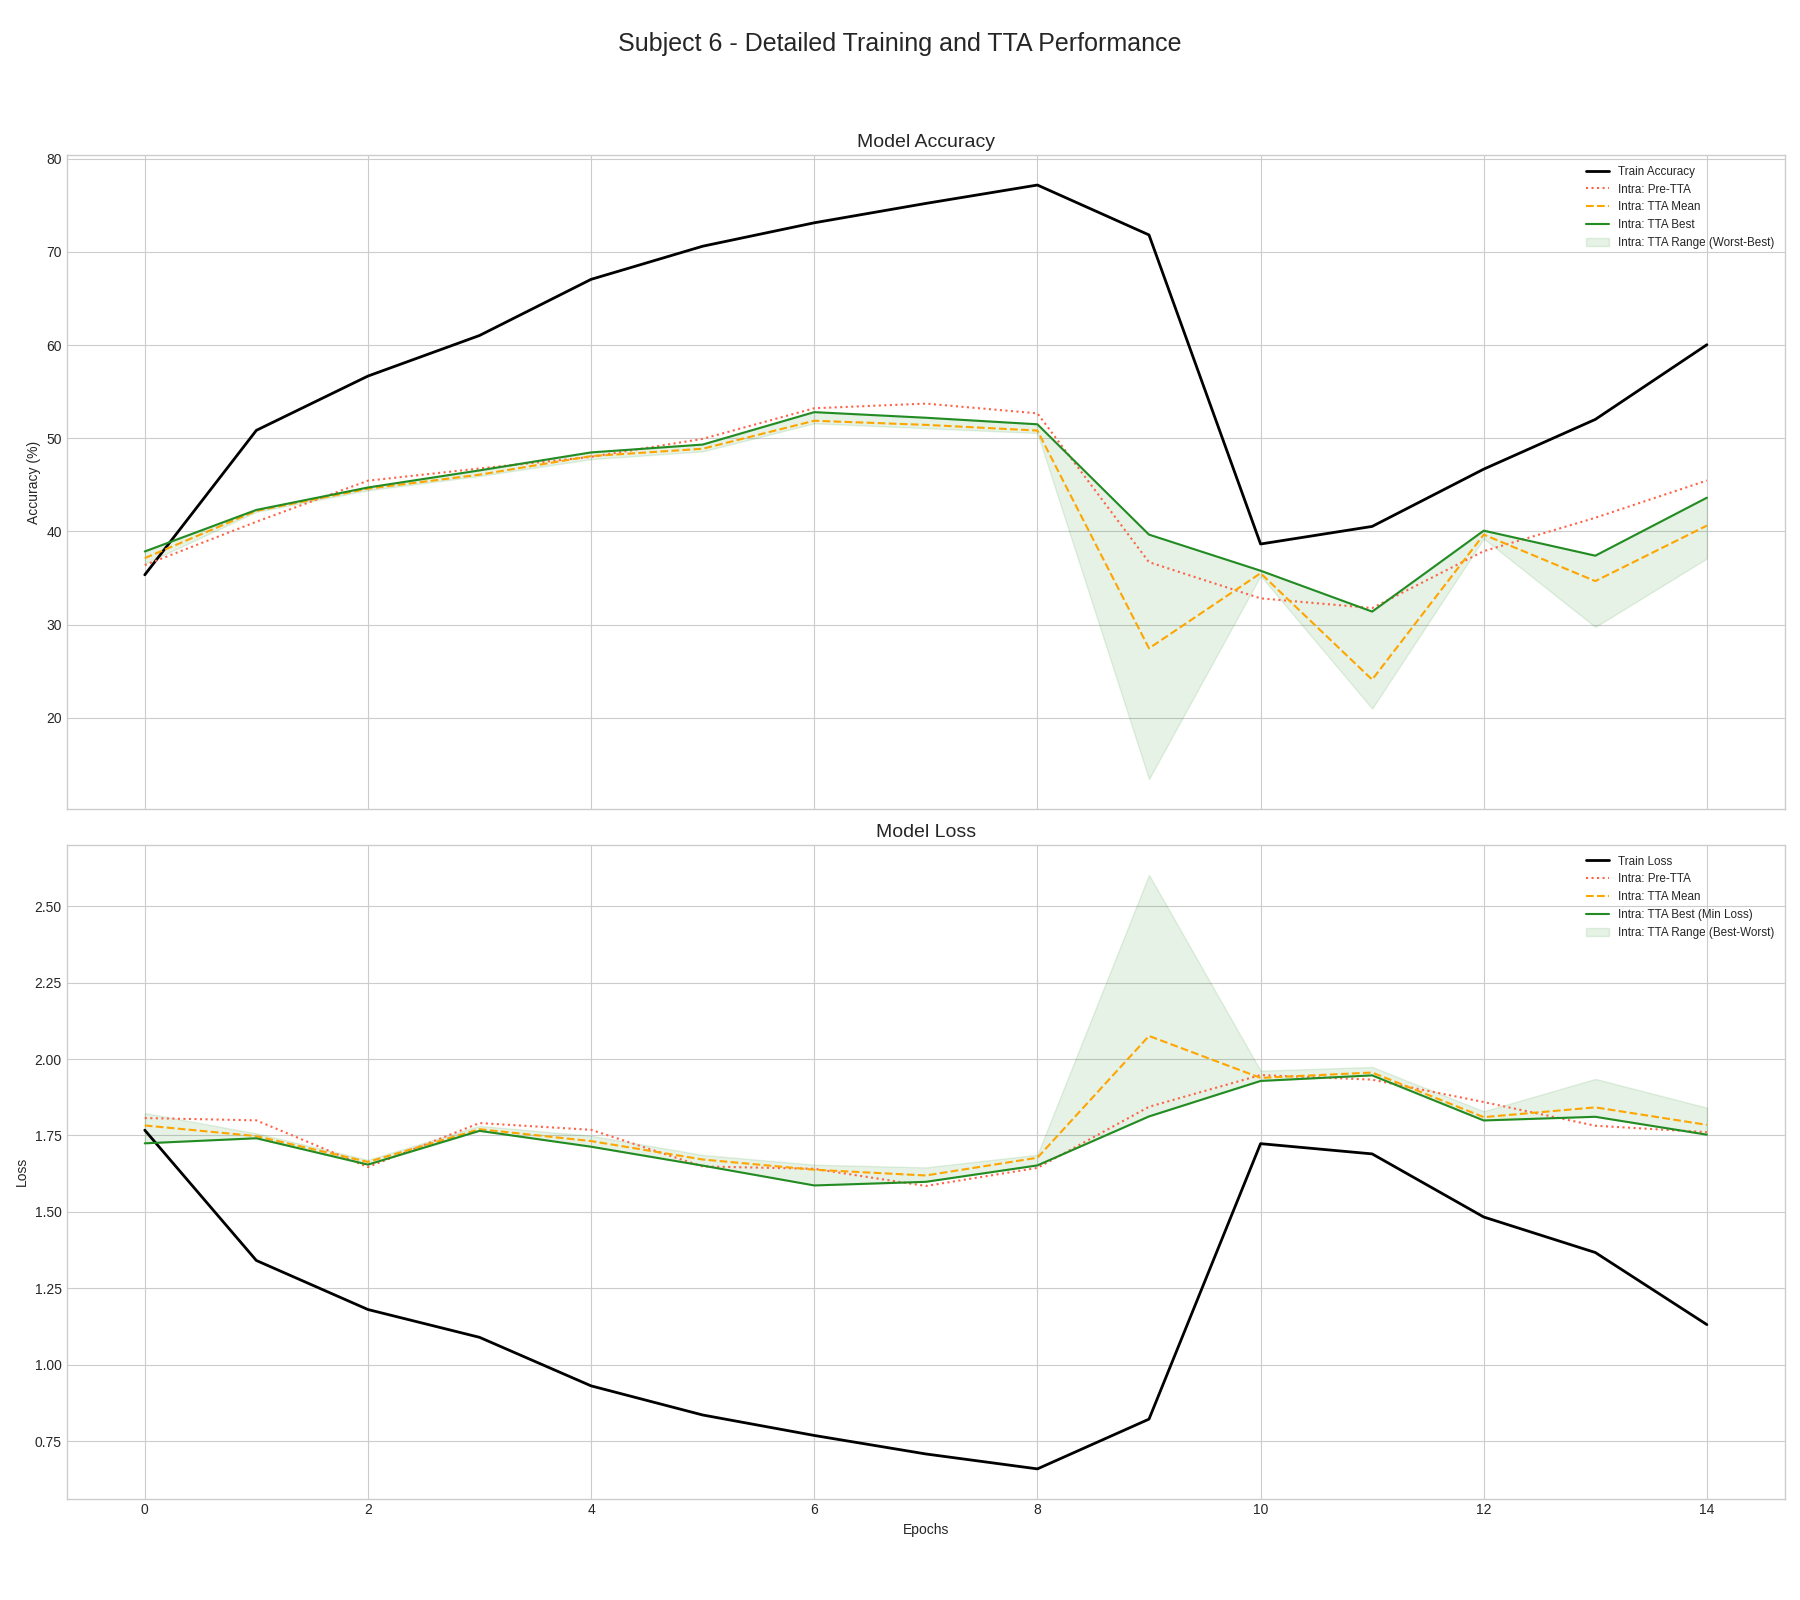 Subject 6 - Detailed Training and TTA Performance
Model Accuracy
80
70
60
50
40
30
20
Accuracy (%)
Train Accuracy
Intra: Pre-TTA
Intra: TTA Mean
Intra: TTA Best
Intra: TTA Range (Worst-Best)
Model Loss
2.50
2.25
2.00
1.75
1.50
1.25
1.00
0.75
Loss
Train Loss
Intra: Pre-TTA
Intra: TTA Mean
Intra: TTA Best (Min Loss)
Intra: TTA Range (Best-Worst)
0 2 4 6 8 10 12 14
Epochs